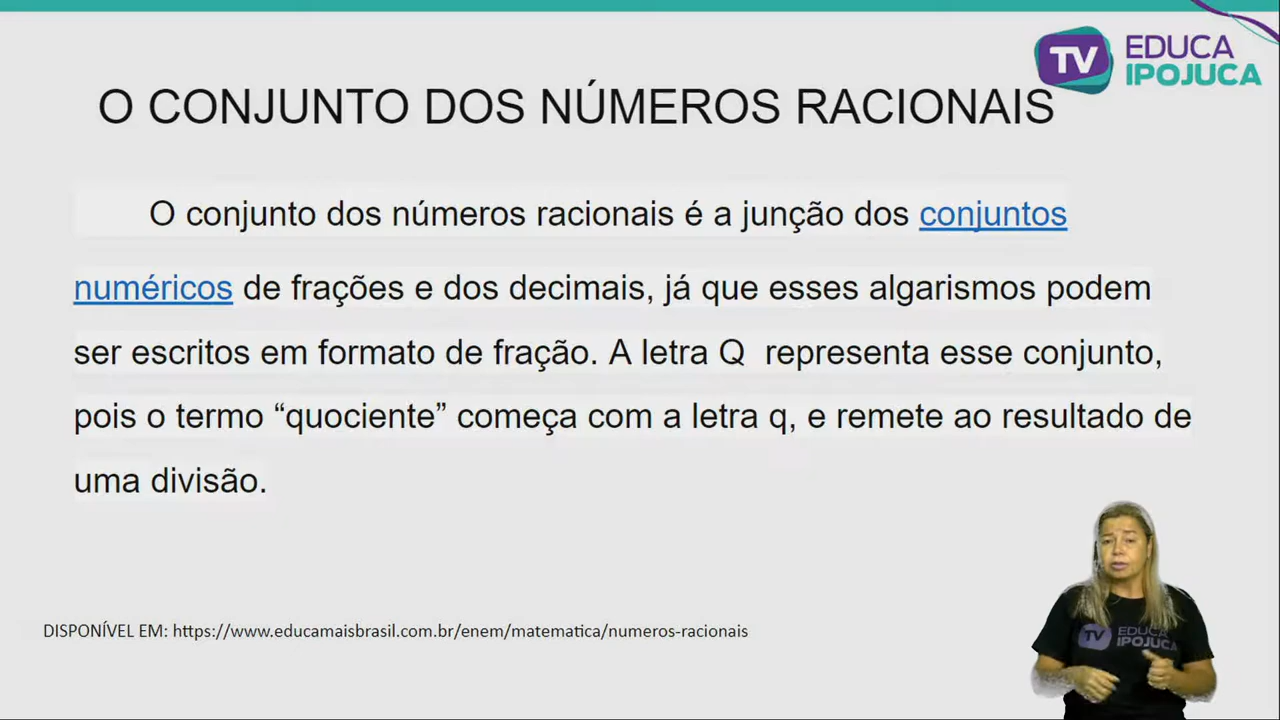 TV EDUCA
IPOJUCA
O CONJUNTO DOS NÚMEROS RACIONAIS
O conjunto dos números racionais é a junção dos conjuntos
numéricos de frações e dos decimais, já que esses algarismos podem
ser escritos em formato de fração. A letra Q representa esse conjunto,
pois o termo “quociente” começa com a letra q, e remete ao resultado de
uma divisão.
DISPONÍVEL EM: https://www.educamaisbrasil.com.br/enem/matematica/numeros-racionais
TV EDUCA
IPOJUCA